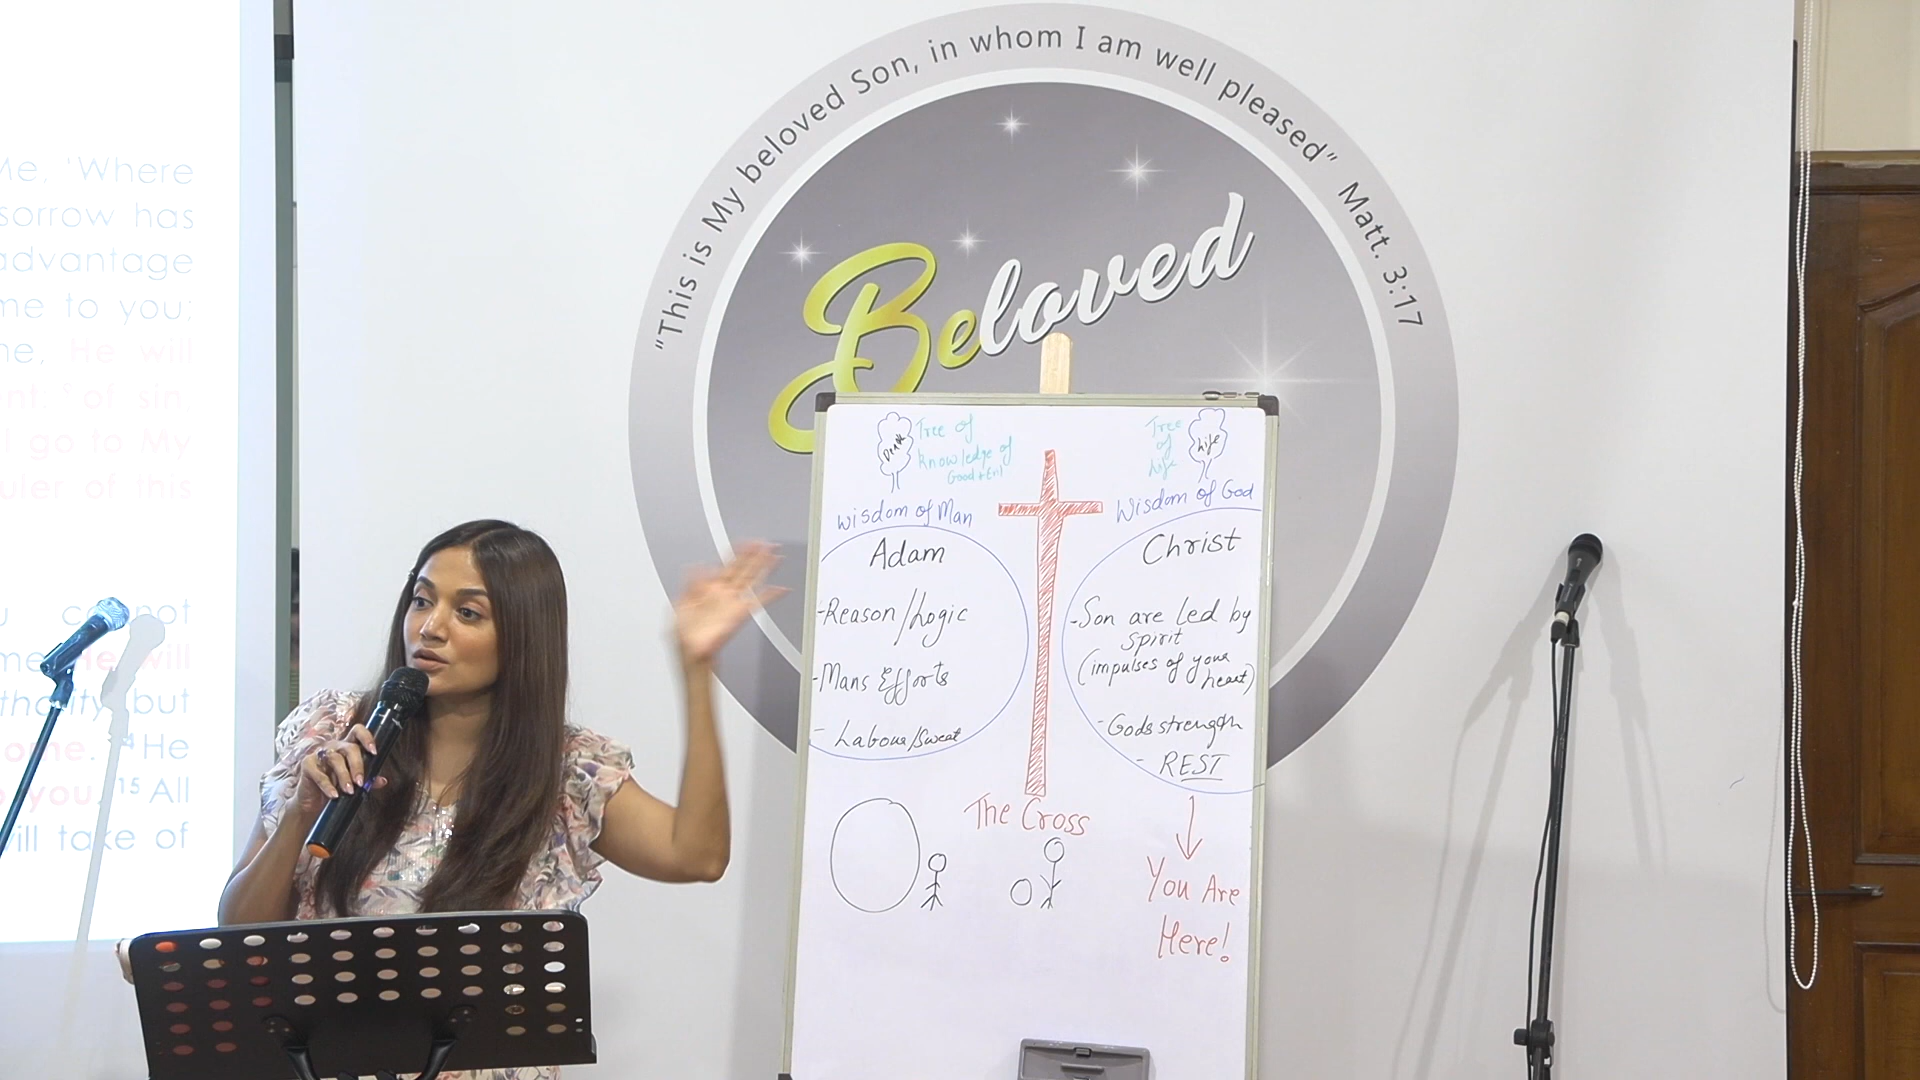 "This is My beloved Son, in whom I am well pleased" Matt. 3:17
Beloved
Me, 'Where
sorrow has
advantage
me to you;
He will
of sin,
I go to My
of this
not
He will
but
He
you. 15 All
will take of
Death
Tree of
knowledge of
Good + Evil
Wisdom of Man
Adam
-Reason/Logic
-Mans Efforts
- Labour/Sweat
The Cross
Tree
of
Life
Life
Wisdom of God
Christ
-Son are Led by
spirit
(impulses of your
heart)
- Gods strength
- REST
You Are
Here!